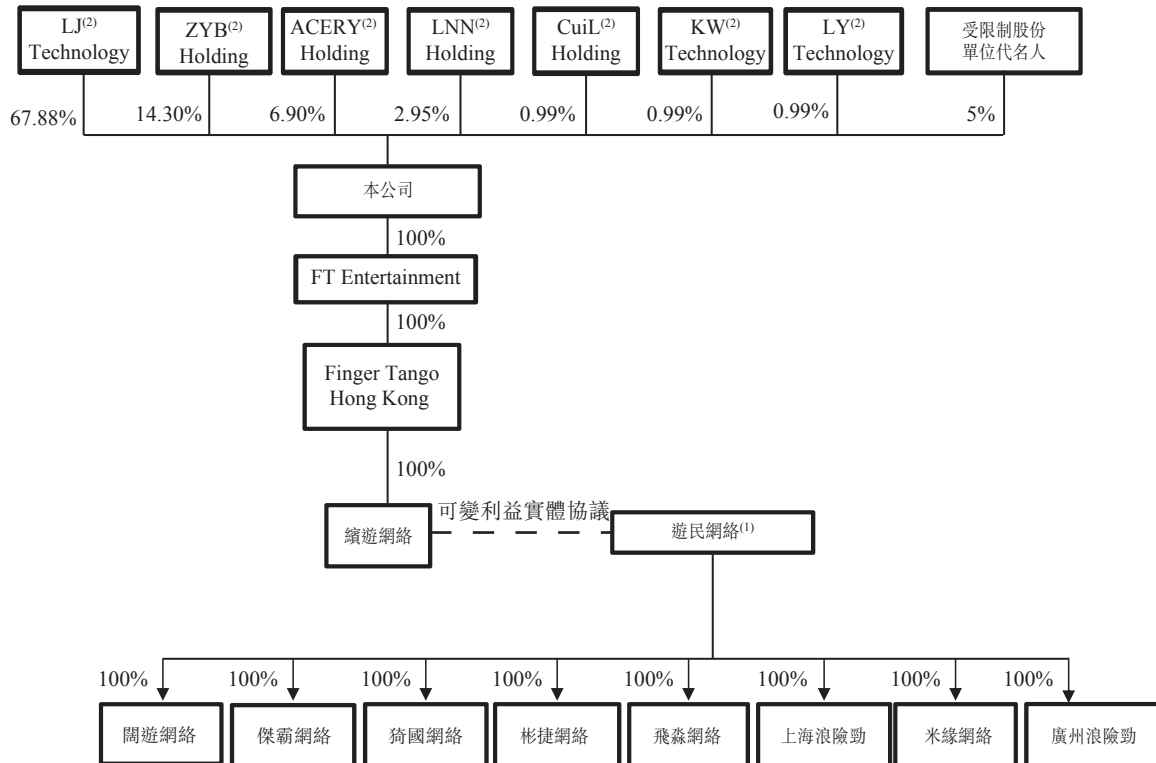 LJ(2)
Technology
ZYB(2)
Holding
ACERY(2)
Holding
LNN(2)
Holding
CuiL(2)
Holding
KW(2)
Technology
LY(2)
Technology
受限制股份
單位代名人
67.88%
14.30%
6.90%
2.95%
0.99%
0.99%
0.99%
5%
本公司
100%
FT Entertainment
100%
Finger Tango
Hong Kong
100%
繽遊網絡
可變利益實體協議
遊民網絡(1)
100%
100%
100%
100%
100%
100%
100%
100%
闊遊網絡
傑霸網絡
猗國網絡
彬捷網絡
飛淼網絡
上海浪險勁
米緣網絡
廣州浪險勁